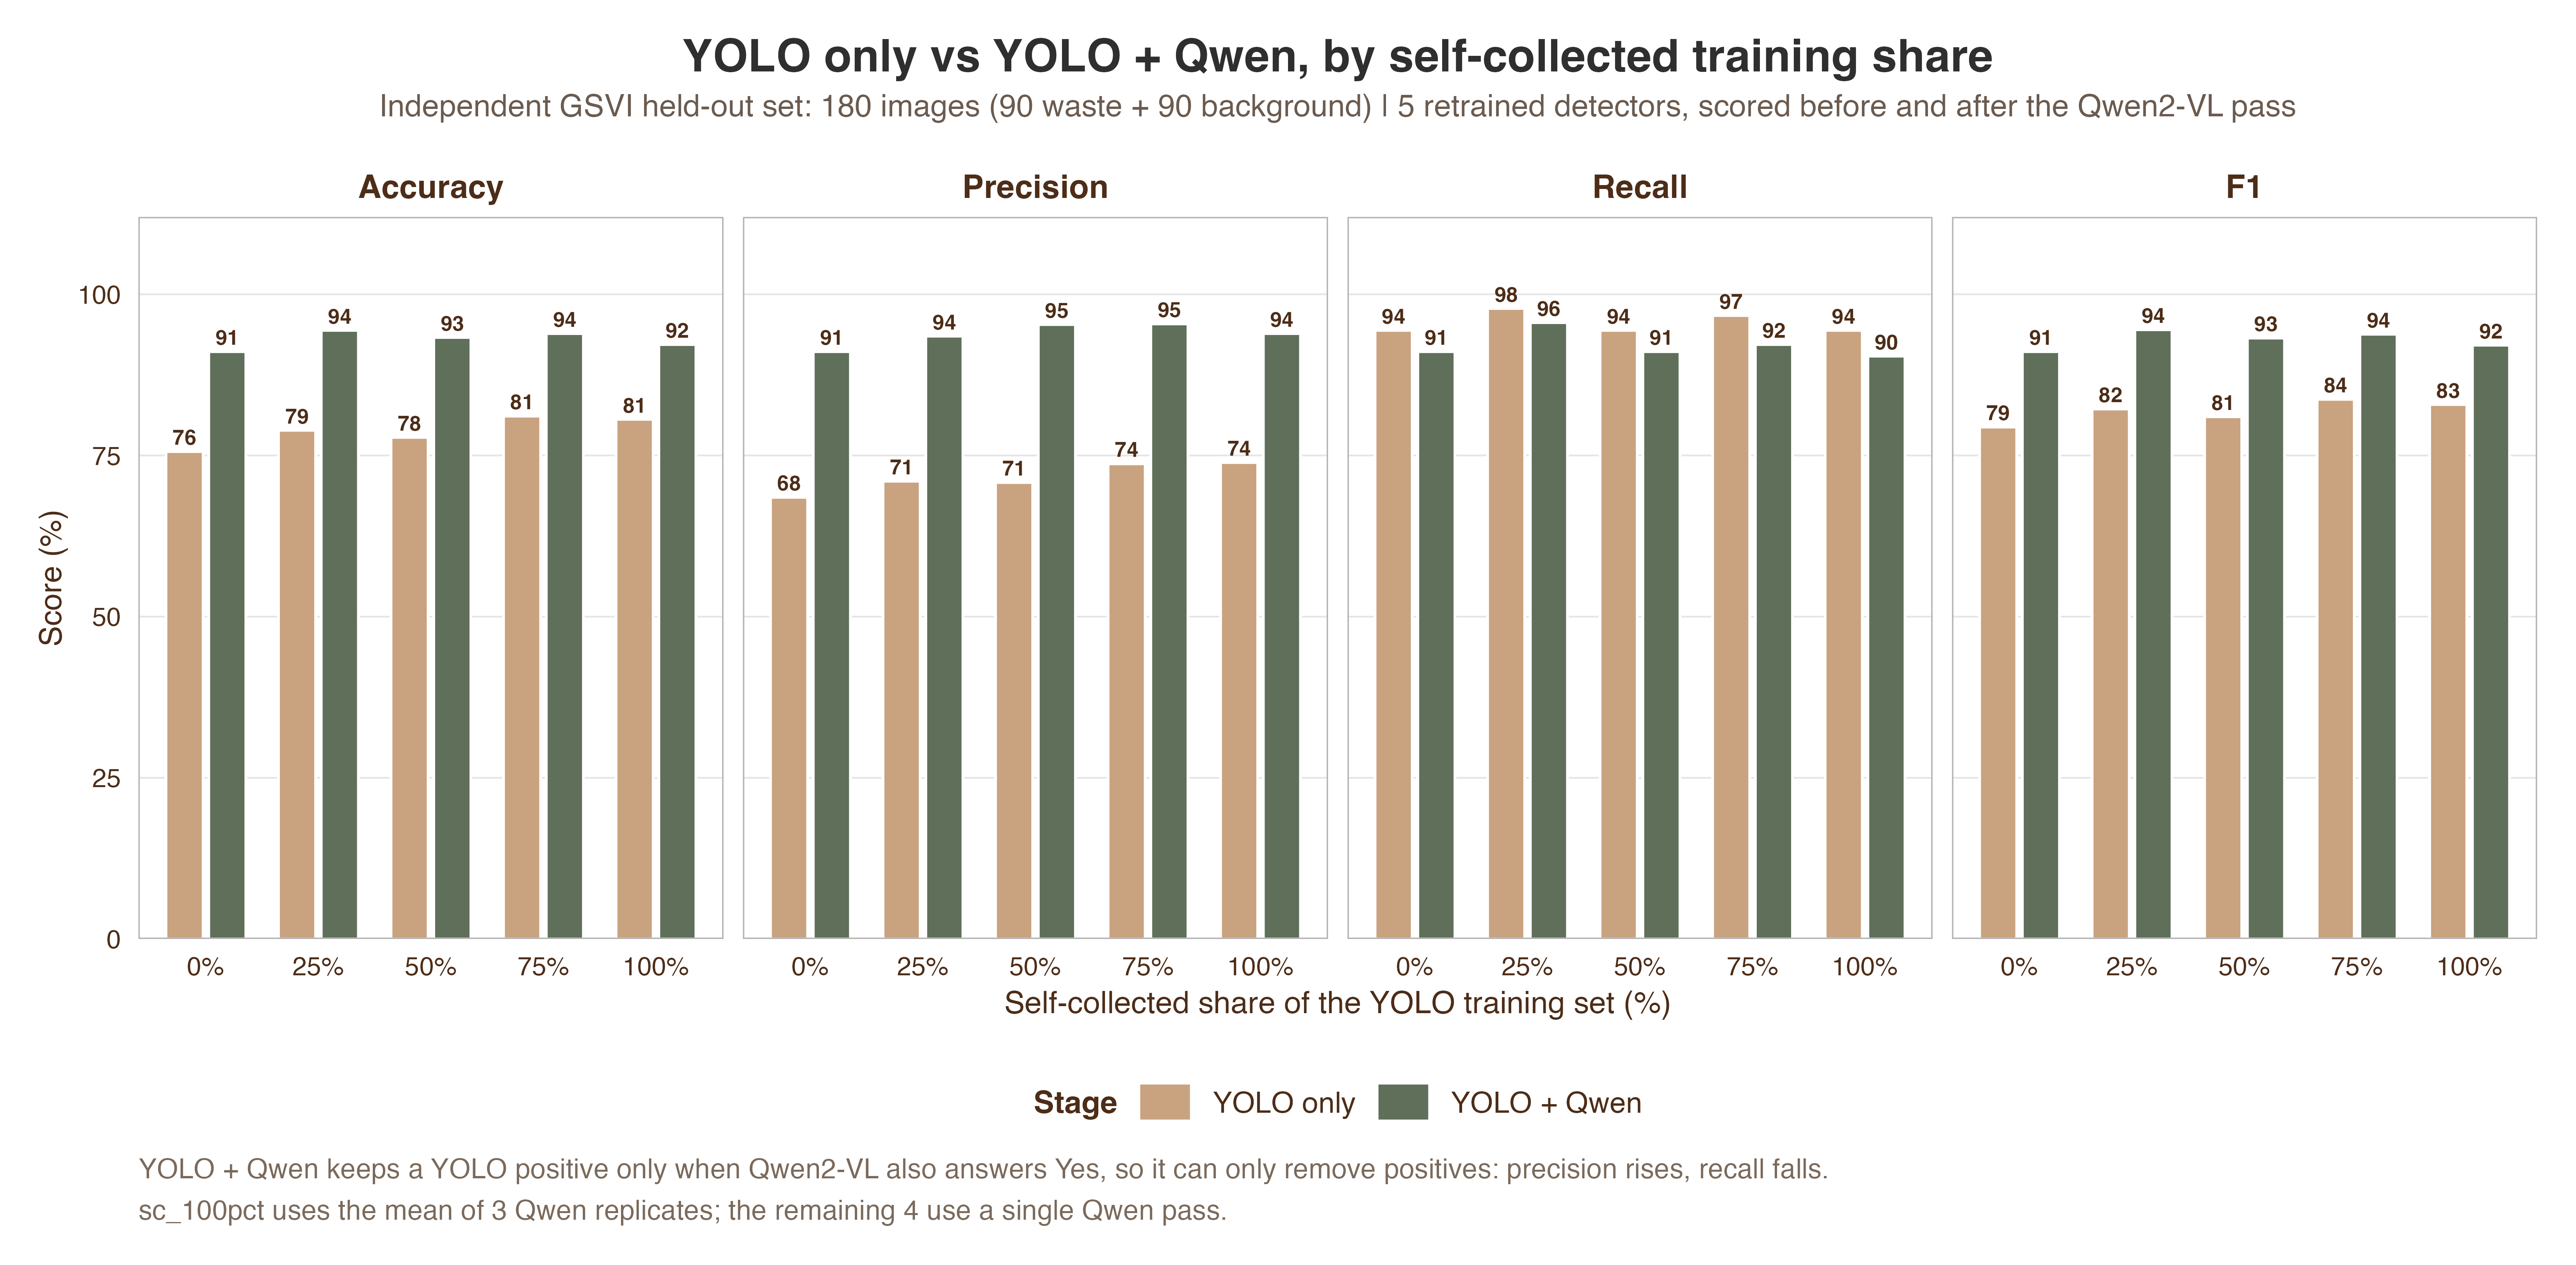 YOLO only vs YOLO + Qwen, by self-collected training share
Independent GSVI held-out set: 180 images (90 waste + 90 background) | 5 retrained detectors, scored before and after the Qwen2-VL pass
Accuracy
Precision
Recall
F1
Score (%)
100
75
50
25
0
76 91 79 94 78 93 81 94 81 92
68 91 71 94 71 95 74 95 74 94
94 91 98 96 94 91 97 92 94 90
79 91 82 94 81 93 84 94 83 92
0% 25% 50% 75% 100%
0% 25% 50% 75% 100%
0% 25% 50% 75% 100%
0% 25% 50% 75% 100%
Self-collected share of the YOLO training set (%)
Stage YOLO only YOLO + Qwen
YOLO + Qwen keeps a YOLO positive only when Qwen2-VL also answers Yes, so it can only remove positives: precision rises, recall falls.
sc_100pct uses the mean of 3 Qwen replicates; the remaining 4 use a single Qwen pass.